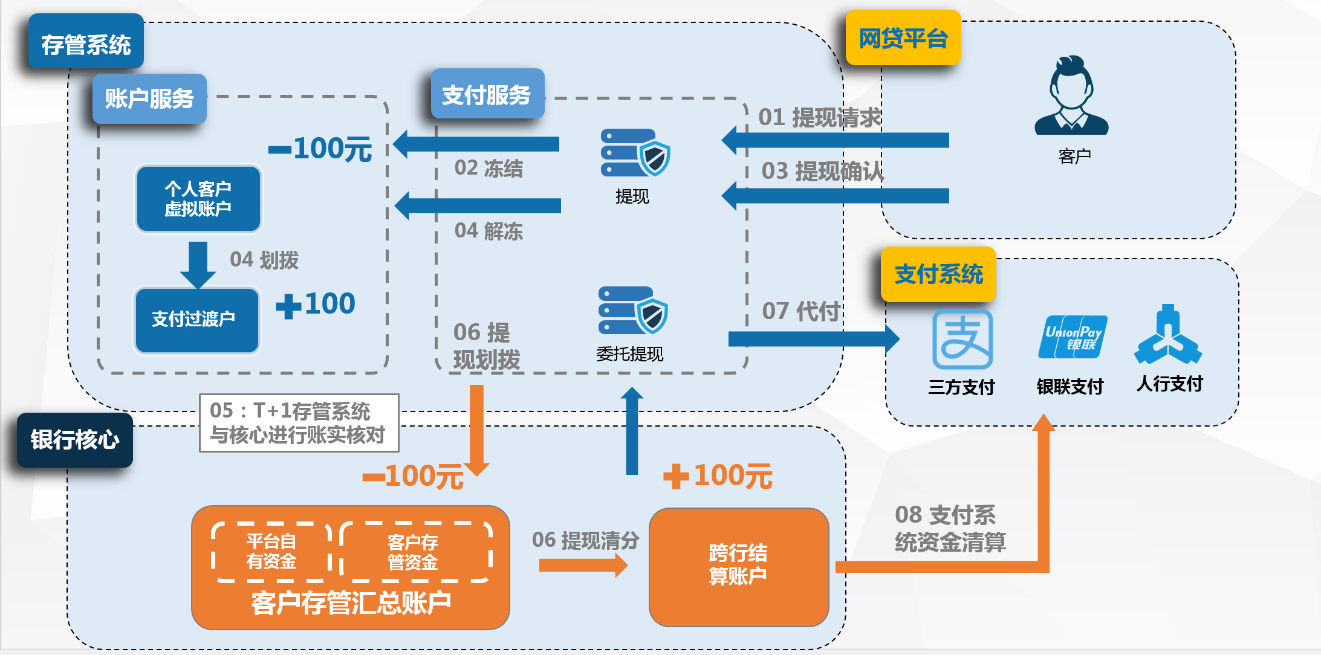 存管系统
网贷平台
账户服务
支付服务
01 提现请求
03 提现确认
客户
−100元
02 冻结
04 解冻
提现
个人客户
虚拟账户
04 划拨
支付过渡户
+100
06 提
现划拨
委托提现
07 代付
支付系统
支
UnionPay
银联
三方支付
银联支付
人行支付
05：T+1存管系统
与核心进行账实核对
银行核心
−100元
+100元
平台自
有资金
客户存
管资金
客户存管汇总账户
06 提现清分
跨行结
算账户
08 支付系
统资金清算